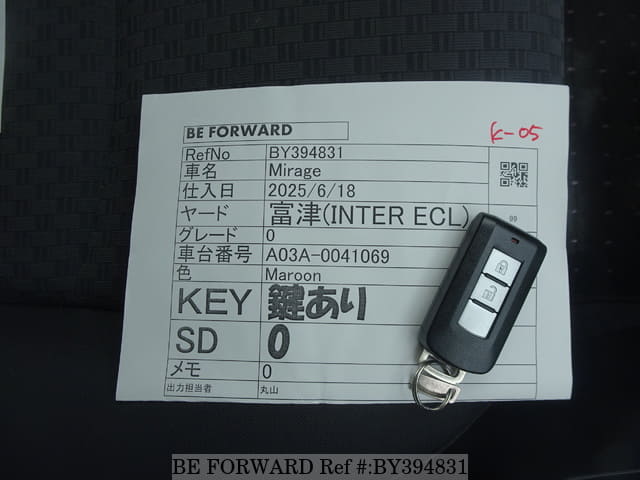 BE FORWARD
K-05
RefNo BY394831
車名 Mirage
仕入日 2025/6/18
ヤード 富津(INTER ECL)
99
グレード 0
車台番号 A03A-0041069
色 Maroon
KEY 鍵あり
SD 0
メモ 0
出力担当者 丸山
BE FORWARD Ref #:BY394831